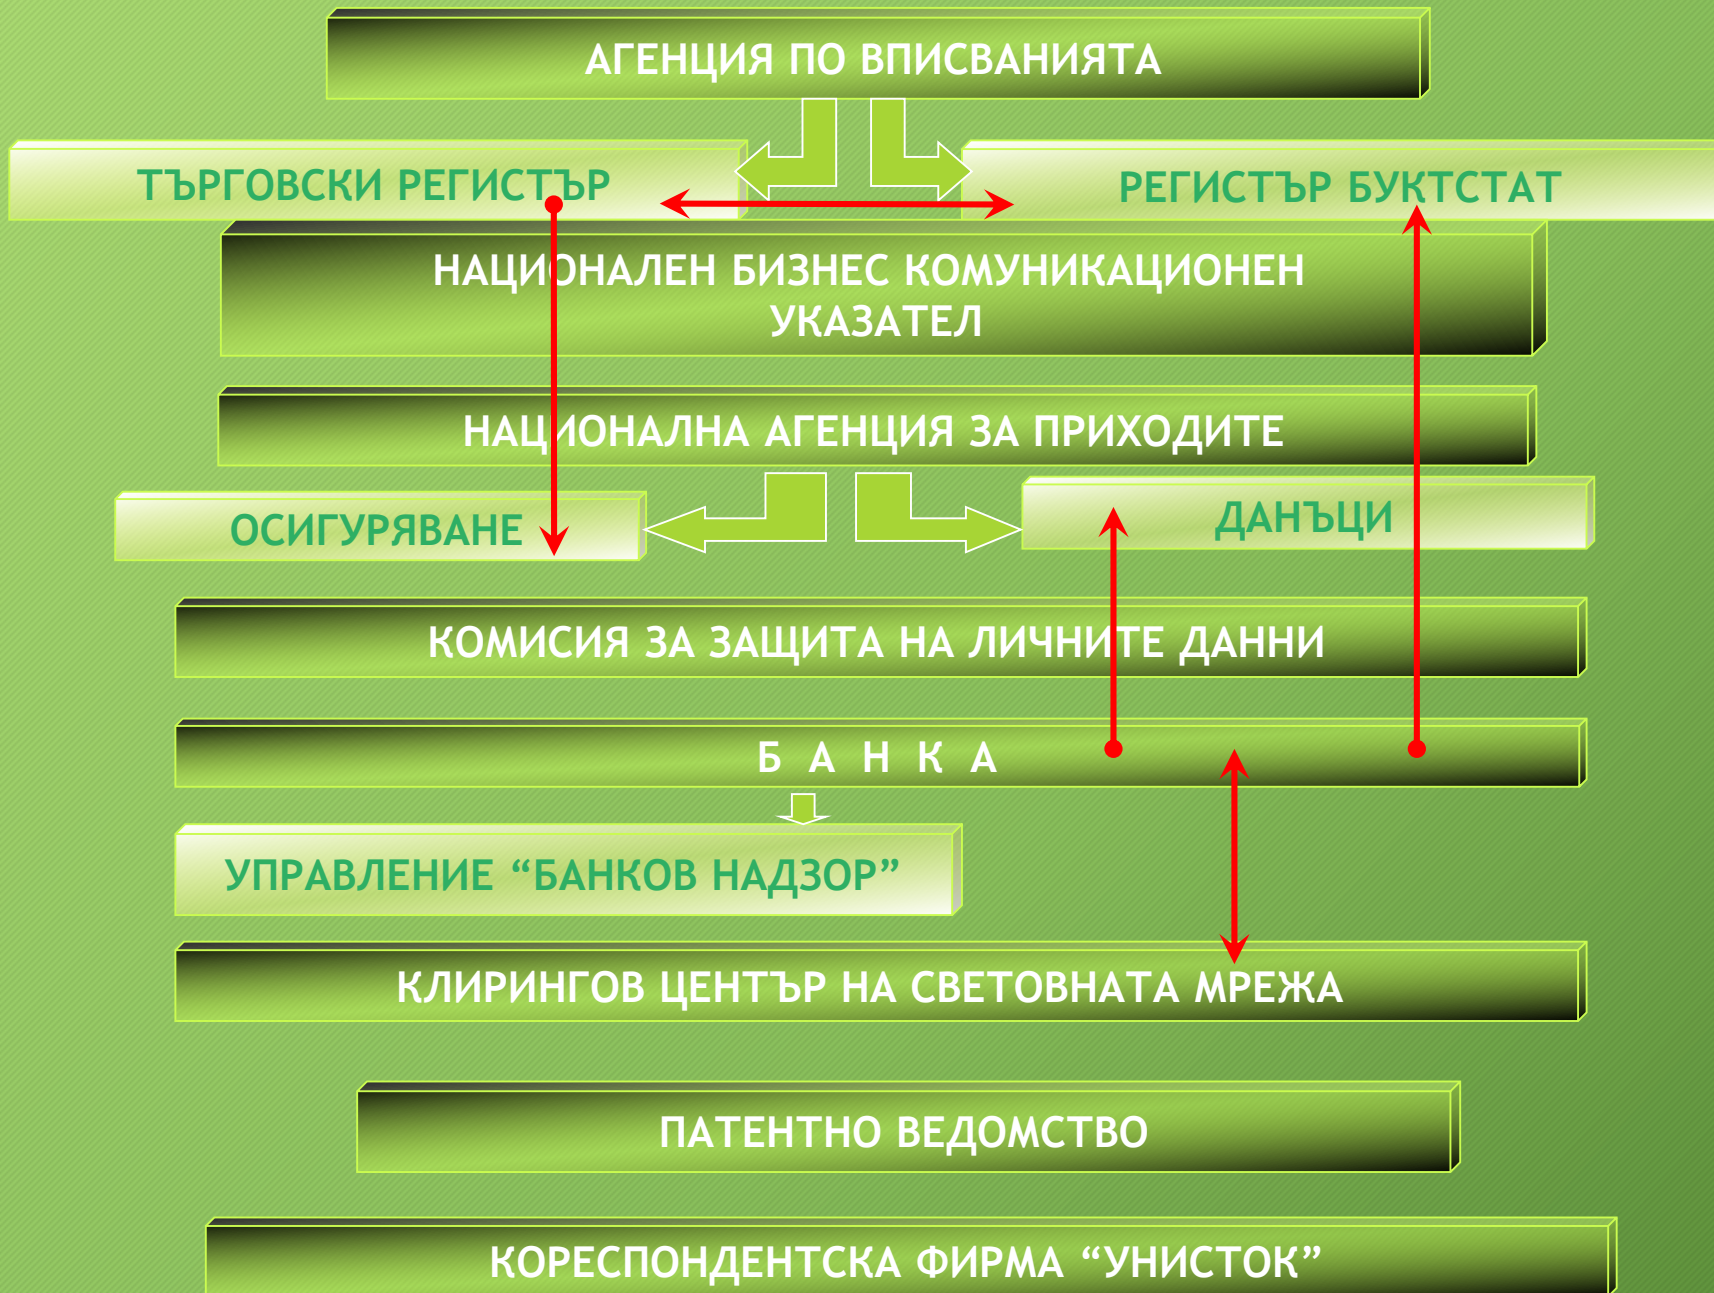 АГЕНЦИЯ ПО ВПИСВАНИЯТА
ТЪРГОВСКИ РЕГИСТЪР
РЕГИСТЪР БУКТСТАТ
НАЦИОНАЛЕН БИЗНЕС КОМУНИКАЦИОНЕН
УКАЗАТЕЛ
НАЦИОНАЛНА АГЕНЦИЯ ЗА ПРИХОДИТЕ
ОСИГУРЯВАНЕ
ДАНЪЦИ
КОМИСИЯ ЗА ЗАЩИТА НА ЛИЧНИТЕ ДАННИ
Б А Н К А
УПРАВЛЕНИЕ “БАНКОВ НАДЗОР”
КЛИРИНГОВ ЦЕНТЪР НА СВЕТОВНАТА МРЕЖА
ПАТЕНТНО ВЕДОМСТВО
КОРЕСПОНДЕНТСКА ФИРМА “УНИСТОК”